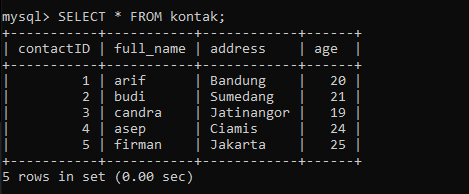 mysql> SELECT * FROM kontak;
+-----------+-----------+------------+------+
| contactID | full_name | address    | age  |
+-----------+-----------+------------+------+
|         1 | arif      | Bandung    |   20 |
|         2 | budi      | Sumedang   |   21 |
|         3 | candra    | Jatinangor |   19 |
|         4 | asep      | Ciamis     |   24 |
|         5 | firman    | Jakarta    |   25 |
+-----------+-----------+------------+------+
5 rows in set (0.00 sec)